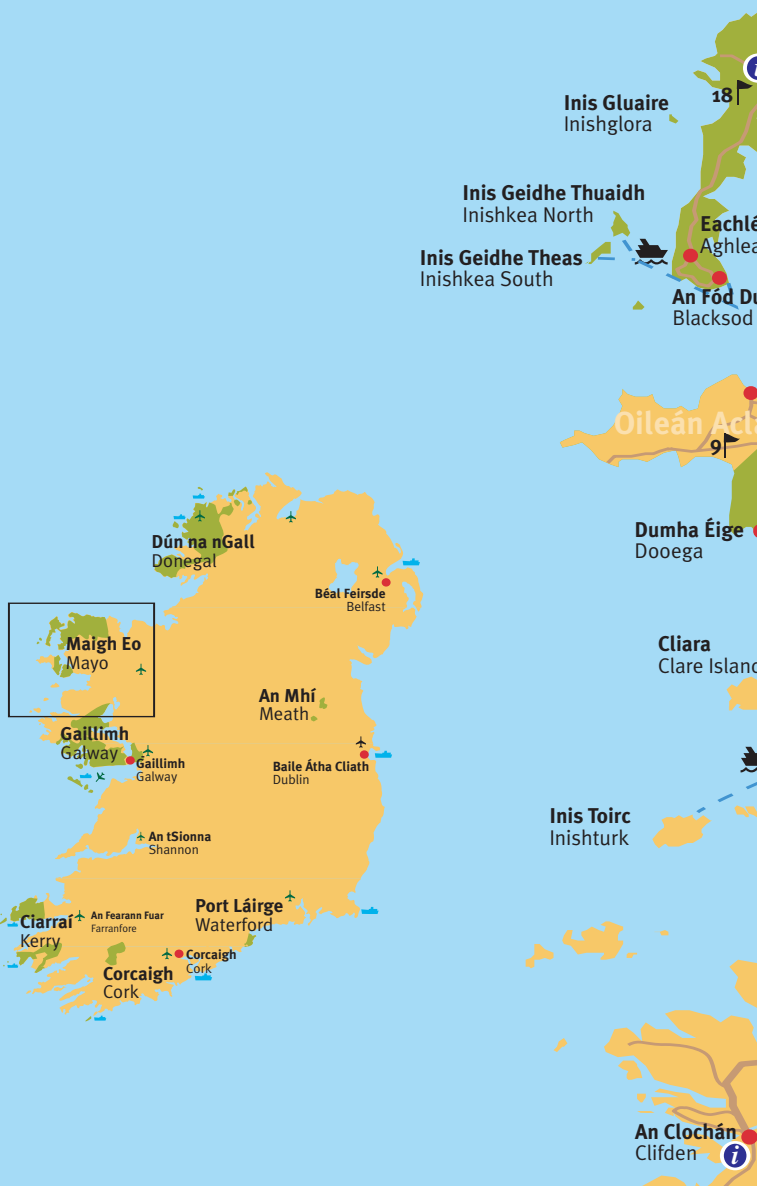 18
Inis Gluaire
Inishglora
Inis Geidhe Thuaidh
Inishkea North
Inis Geidhe Theas
Inishkea South
Eachlé
Aghlea
An Fód Du
Blacksod
Oileán Acla
9
Dumha Éige
Dooega
Cliara
Clare Island
Inis Toirc
Inishturk
An Clochán
Clifden
i
i
Dún na nGall
Donegal
Béal Feirsde
Belfast
Maigh Eo
Mayo
An Mhí
Meath
Gaillimh
Galway
Gaillimh
Galway
Baile Átha Cliath
Dublin
An tSionna
Shannon
Ciarraí
Kerry
An Fearann Fuar
Farranfore
Port Láirge
Waterford
Corcaigh
Cork
Corcaigh
Cork